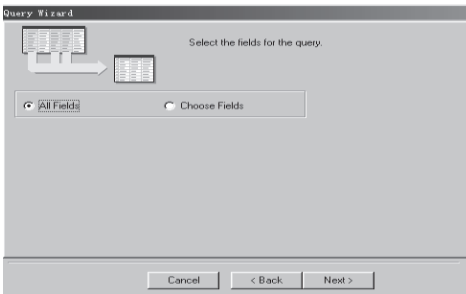 Query Wizard
Select the fields for the query.
All Fields
Choose Fields
Cancel
< Back
Next >